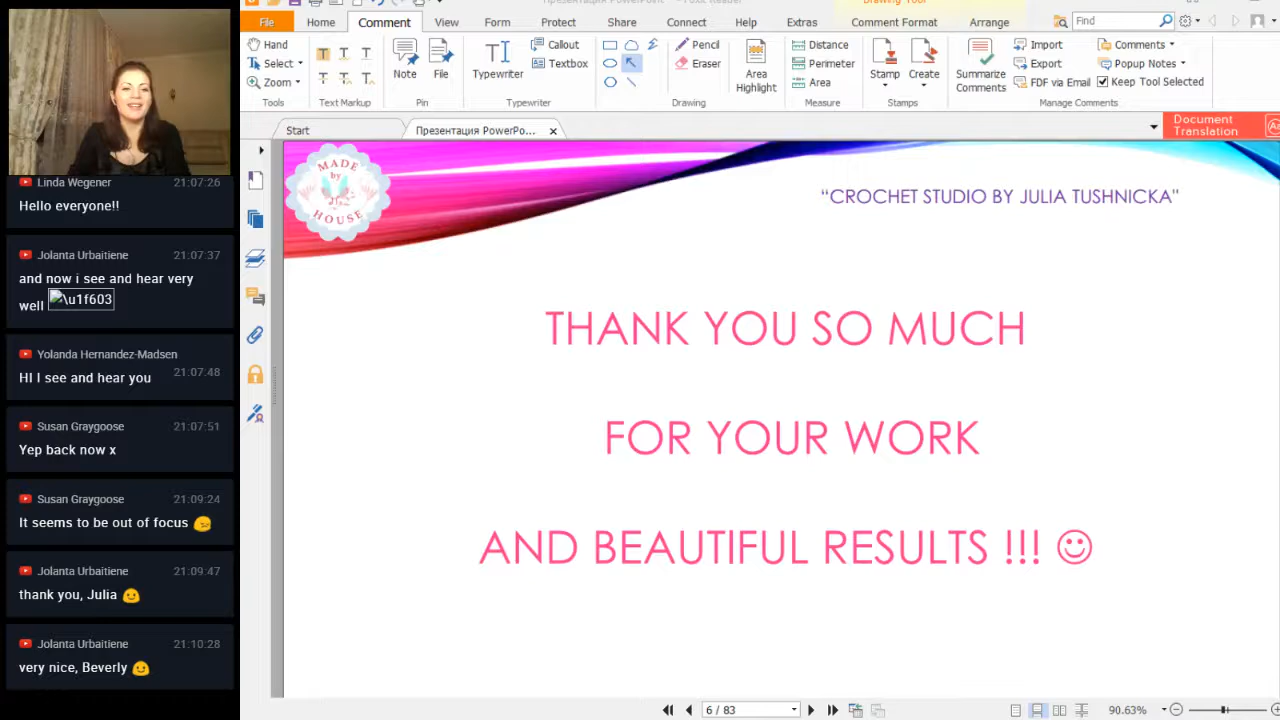 Презентация PowerPoint - Foxit Reader
Drawing Tool
File
Home
Comment
View
Form
Protect
Share
Connect
Help
Extras
Comment Format
Arrange
Find
Hand
Select
Zoom
Tools
Text Markup
Note
File
Pin
Typewriter
Callout
Textbox
Typewriter
Pencil
Eraser
Drawing
Area
Highlight
Distance
Perimeter
Area
Measure
Stamp
Create
Stamps
Summarize
Comments
Import
Export
FDF via Email
Comments
Popup Notes
Keep Tool Selected
Manage Comments
Start
Презентация PowerPo...
Document
Translation
Linda Wegener 21:07:26
Hello everyone!!
Jolanta Urbaitiene 21:07:37
and now i see and hear very
well \u1f603
Yolanda Hernandez-Madsen
HI I see and hear you 21:07:48
Susan Graygoose 21:07:51
Yep back now x
Susan Graygoose 21:09:24
It seems to be out of focus
Jolanta Urbaitiene 21:09:47
thank you, Julia
Jolanta Urbaitiene 21:10:28
very nice, Beverly
MADE
by
HOUSE
“CROCHET STUDIO BY JULIA TUSHNICKA”
THANK YOU SO MUCH
FOR YOUR WORK
AND BEAUTIFUL RESULTS !!! ☺
6 / 83
90.63%